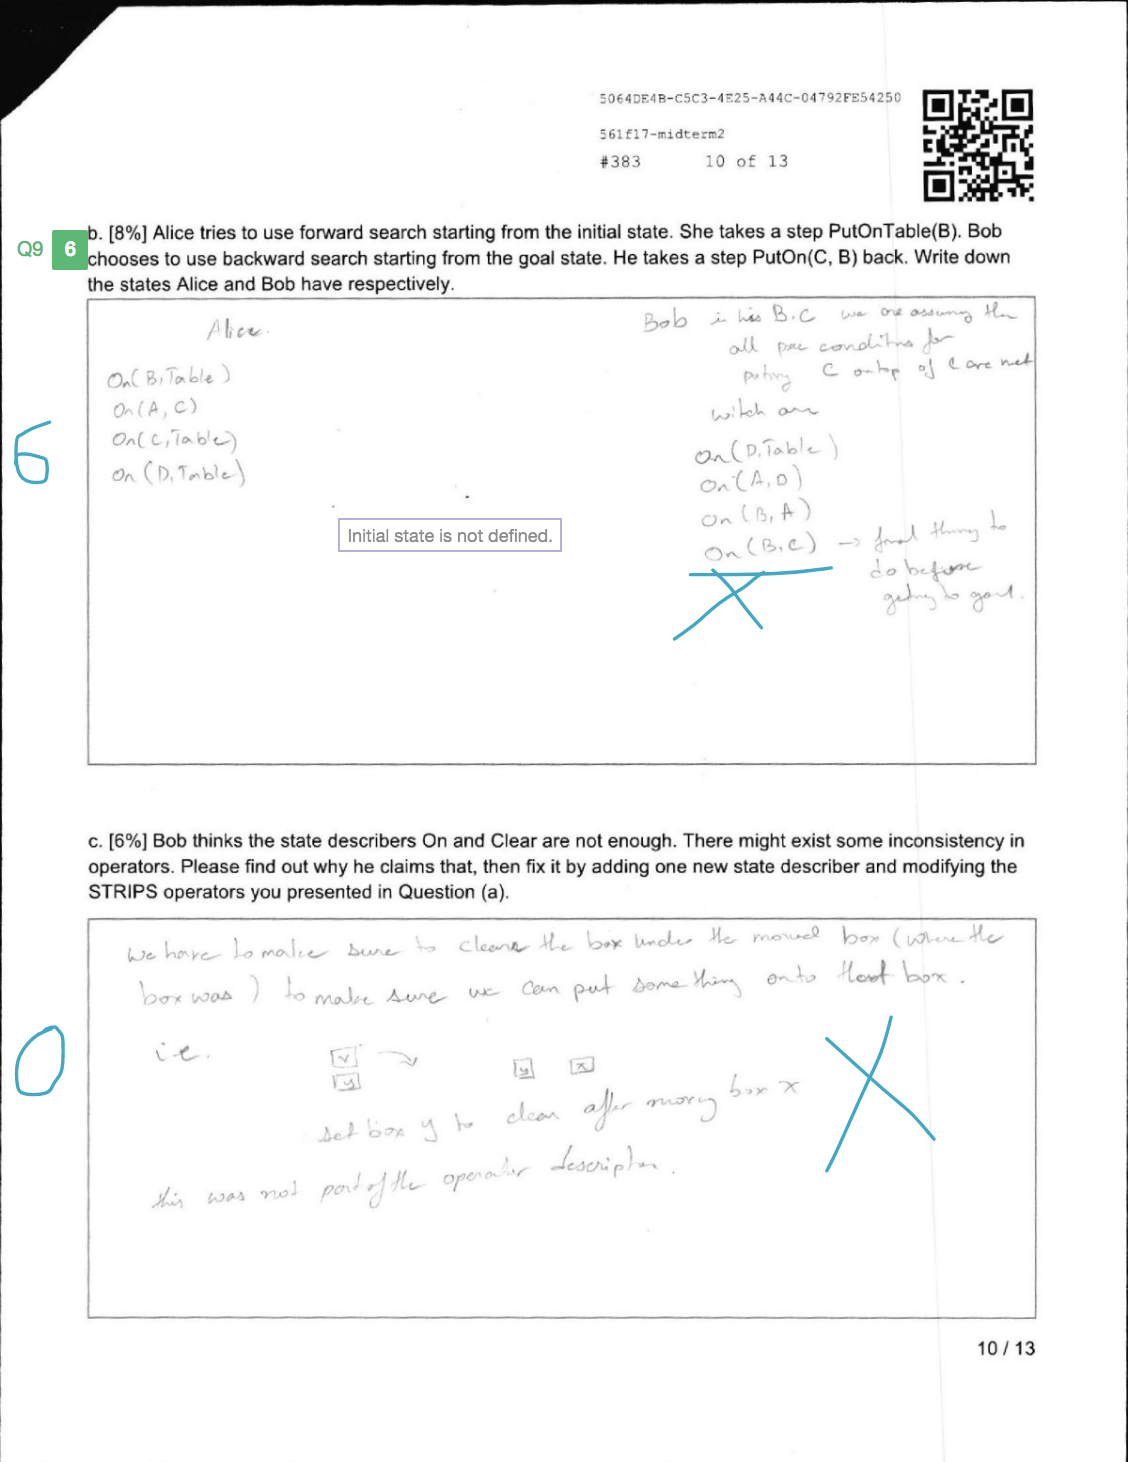 5064DE4B-C5C3-4E25-A44C-04792FE54250
561f17-midterm2
#383 10 of 13
Q9 6
b. [8%] Alice tries to use forward search starting from the initial state. She takes a step PutOnTable(B). Bob
chooses to use backward search starting from the goal state. He takes a step PutOn(C, B) back. Write down
the states Alice and Bob have respectively.
Alice.
On(B, Table)
On(A, C)
On(C, Table)
On(D, Table)
6
Bob in his B.C we are assuming the
all pre conditions for
puting C on top of C are met
witch are
On(D, Table)
On(A, D)
On(B, A)
On(B, C) → final thing to
do before
geting to goal.
Initial state is not defined.
c. [6%] Bob thinks the state describers On and Clear are not enough. There might exist some inconsistency in
operators. Please find out why he claims that, then fix it by adding one new state describer and modifying the
STRIPS operators you presented in Question (a).
We have to make sure to cleare the box under the moved box (where the
box was) to make sure we can put something onto that box.
0
i.e.
y y x
set box y to clear after moving box x
this was not part of the operator description.
10 / 13